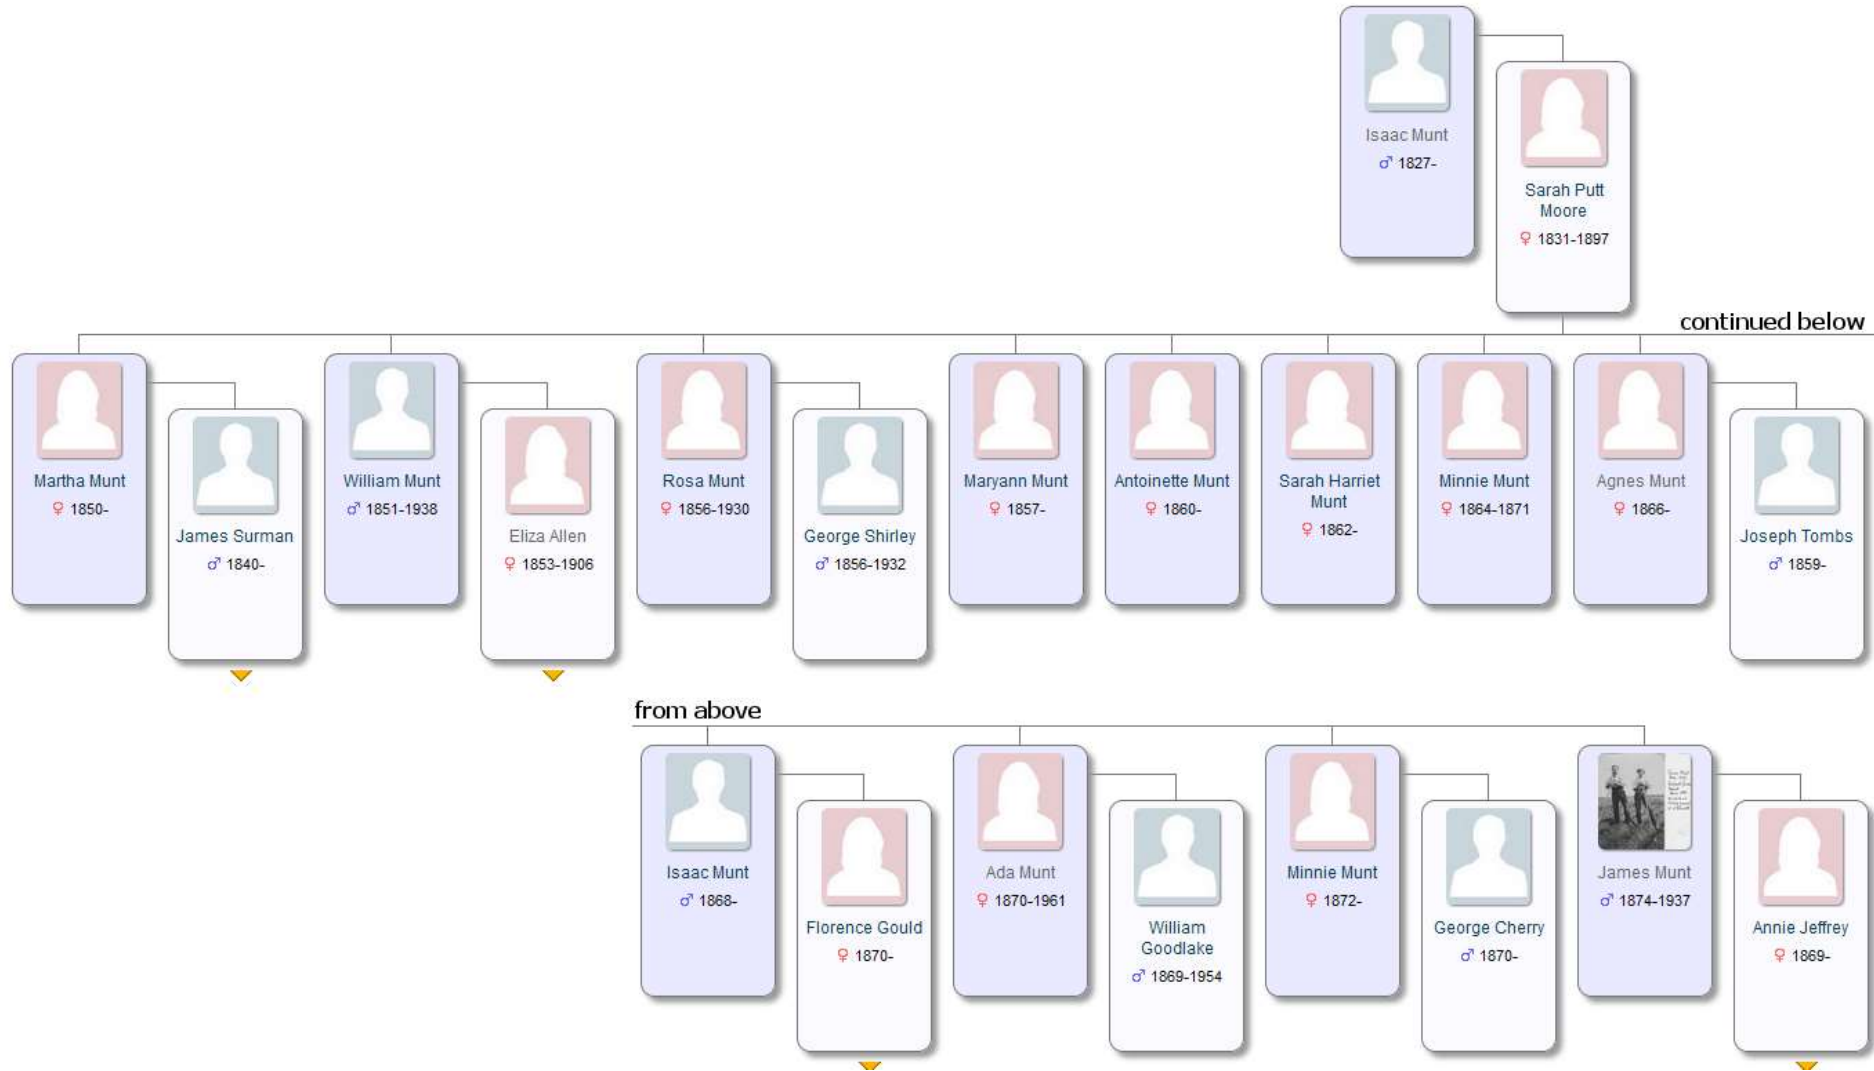 Isaac Munt
♂ 1827-
Sarah Putt
Moore
♀ 1831-1897
continued below
Martha Munt
♀ 1850-
James Surman
♂ 1840-
William Munt
♂ 1851-1938
Eliza Allen
♀ 1853-1906
Rosa Munt
♀ 1856-1930
George Shirley
♂ 1856-1932
Maryann Munt
♀ 1857-
Antoinette Munt
♀ 1860-
Sarah Harriet
Munt
♀ 1862-
Minnie Munt
♀ 1864-1871
Agnes Munt
♀ 1866-
Joseph Tombs
♂ 1859-
from above
Isaac Munt
♂ 1868-
Florence Gould
♀ 1870-
Ada Munt
♀ 1870-1961
William
Goodlake
♂ 1869-1954
Minnie Munt
♀ 1872-
George Cherry
♂ 1870-
James Munt
♂ 1874-1937
Annie Jeffrey
♀ 1869-